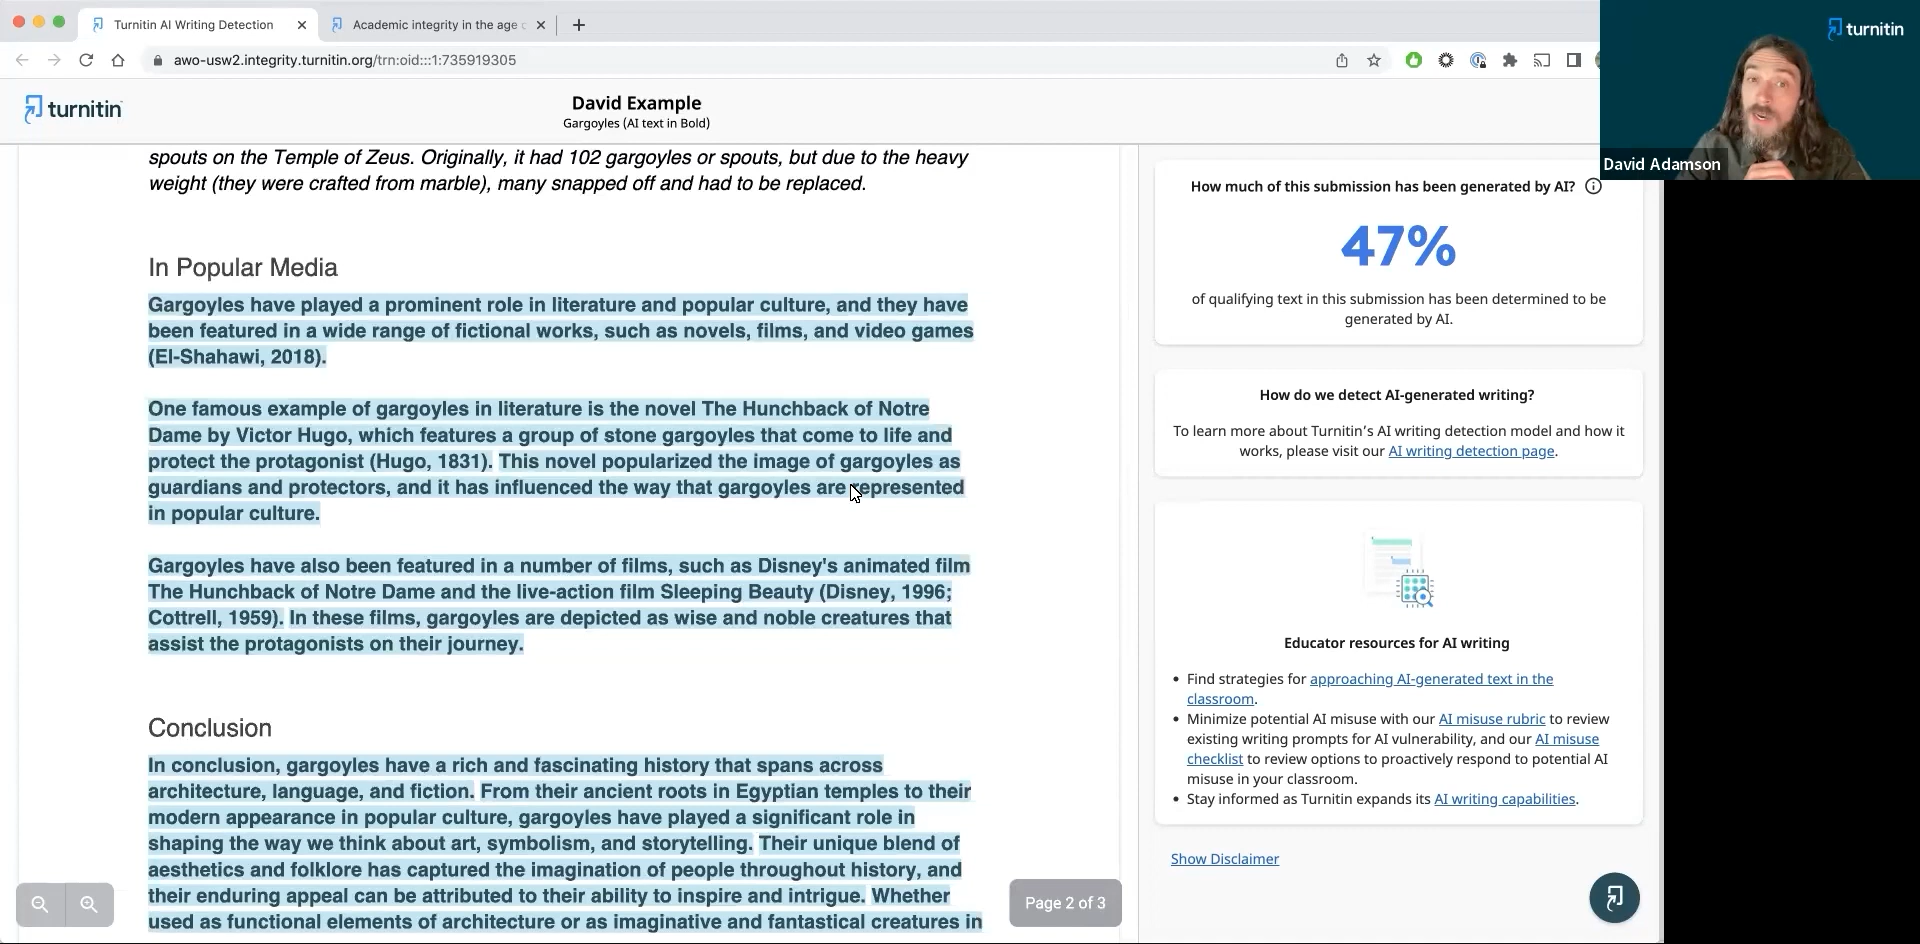 Turnitin AI Writing Detection
Academic integrity in the age
awo-usw2.integrity.turnitin.org/trn:oid:::1:735919305
turnitin
David Adamson
turnitin
David Example
Gargoyles (AI text in Bold)
spouts on the Temple of Zeus. Originally, it had 102 gargoyles or spouts, but due to the heavy
weight (they were crafted from marble), many snapped off and had to be replaced.
In Popular Media
Gargoyles have played a prominent role in literature and popular culture, and they have
been featured in a wide range of fictional works, such as novels, films, and video games
(El-Shahawi, 2018).
One famous example of gargoyles in literature is the novel The Hunchback of Notre
Dame by Victor Hugo, which features a group of stone gargoyles that come to life and
protect the protagonist (Hugo, 1831). This novel popularized the image of gargoyles as
guardians and protectors, and it has influenced the way that gargoyles are represented
in popular culture.
Gargoyles have also been featured in a number of films, such as Disney's animated film
The Hunchback of Notre Dame and the live-action film Sleeping Beauty (Disney, 1996;
Cottrell, 1959). In these films, gargoyles are depicted as wise and noble creatures that
assist the protagonists on their journey.
Conclusion
In conclusion, gargoyles have a rich and fascinating history that spans across
architecture, language, and fiction. From their ancient roots in Egyptian temples to their
modern appearance in popular culture, gargoyles have played a significant role in
shaping the way we think about art, symbolism, and storytelling. Their unique blend of
aesthetics and folklore has captured the imagination of people throughout history, and
their enduring appeal can be attributed to their ability to inspire and intrigue. Whether
used as functional elements of architecture or as imaginative and fantastical creatures in
Page 2 of 3
How much of this submission has been generated by AI?
47%
of qualifying text in this submission has been determined to be
generated by AI.
How do we detect AI-generated writing?
To learn more about Turnitin's AI writing detection model and how it
works, please visit our AI writing detection page.
Educator resources for AI writing
• Find strategies for approaching AI-generated text in the
classroom.
• Minimize potential AI misuse with our AI misuse rubric to review
existing writing prompts for AI vulnerability, and our AI misuse
checklist to review options to proactively respond to potential AI
misuse in your classroom.
• Stay informed as Turnitin expands its AI writing capabilities.
Show Disclaimer